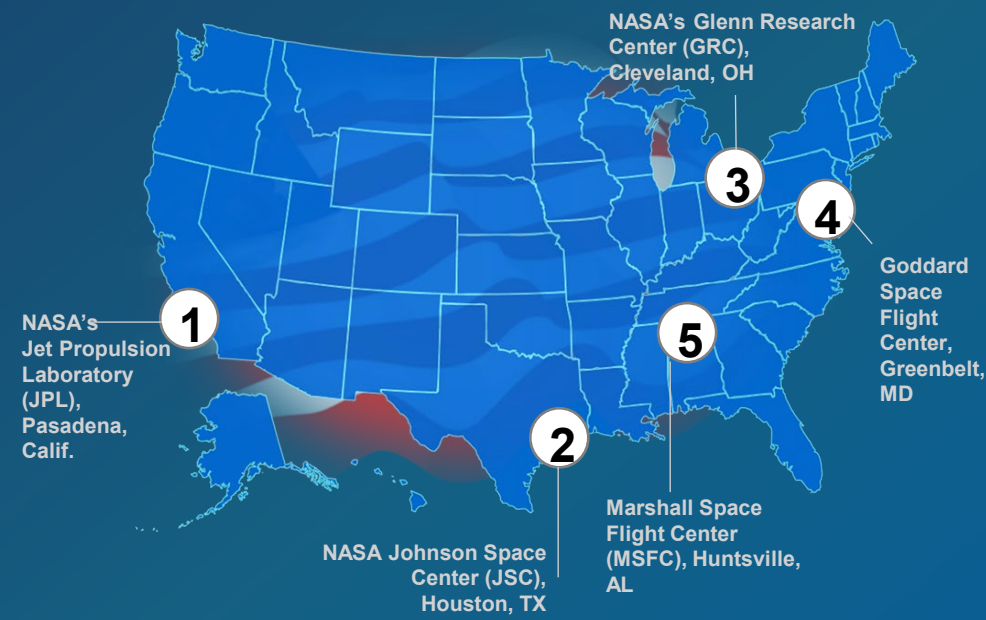 NASA's Glenn Research
Center (GRC),
Cleveland, OH
3
4
Goddard
Space
Flight
Center,
Greenbelt,
MD
1
NASA's
Jet Propulsion
Laboratory
(JPL),
Pasadena,
Calif.
5
2
Marshall Space
Flight Center
(MSFC), Huntsville,
AL
NASA Johnson Space
Center (JSC),
Houston, TX